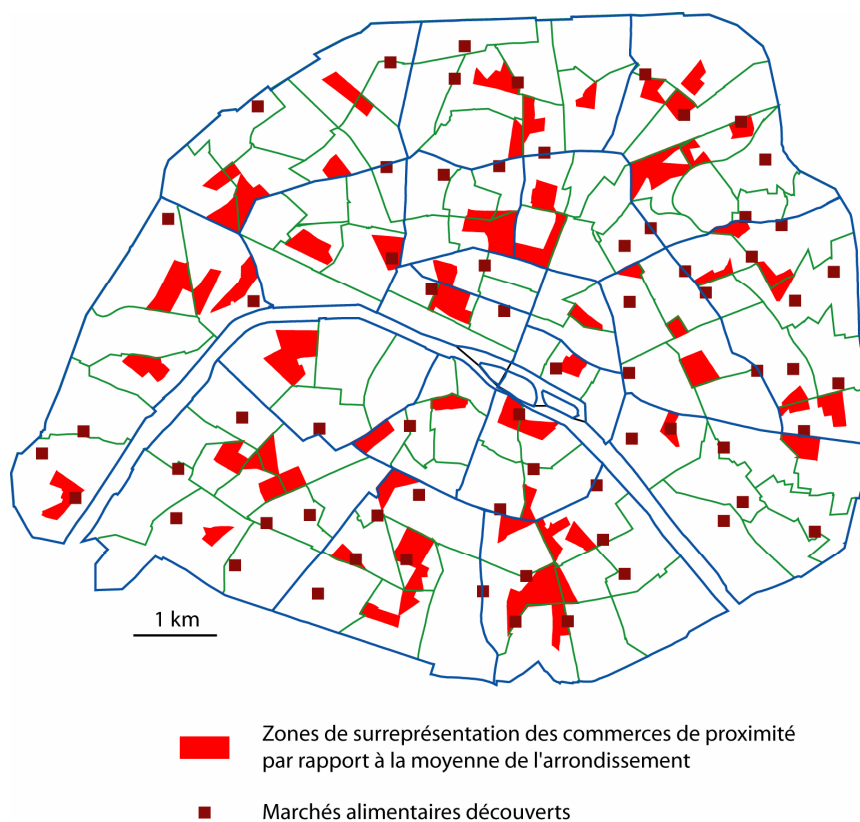 1 km
Zones de surreprésentation des commerces de proximité
par rapport à la moyenne de l'arrondissement
Marchés alimentaires découverts